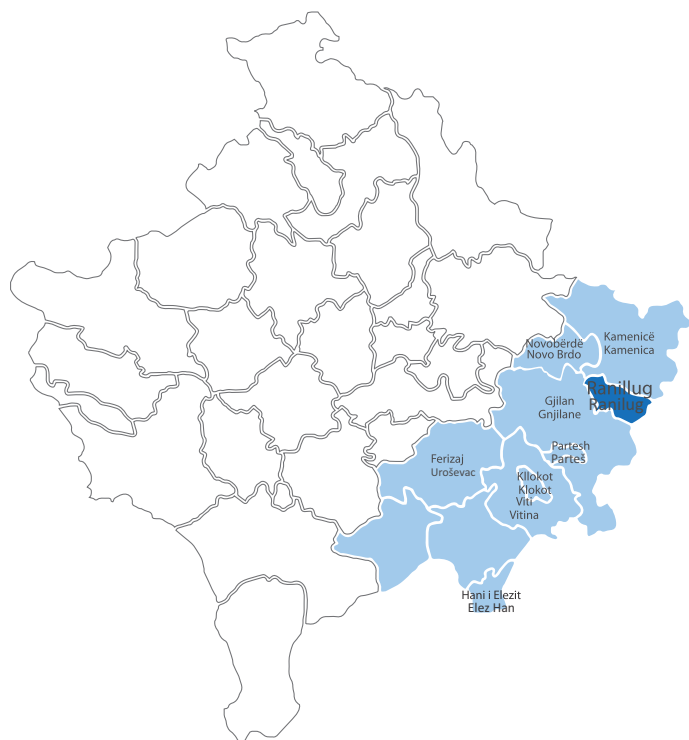 Kamenicë
Kamenica
Novobërdë
Novo Brdo
Ranillug
Ranilug
Gjilan
Gnjilane
Partesh
Parteš
Ferizaj
Uroševac
Kllokot
Klokot
Viti
Vitina
Hani i Elezit
Elez Han